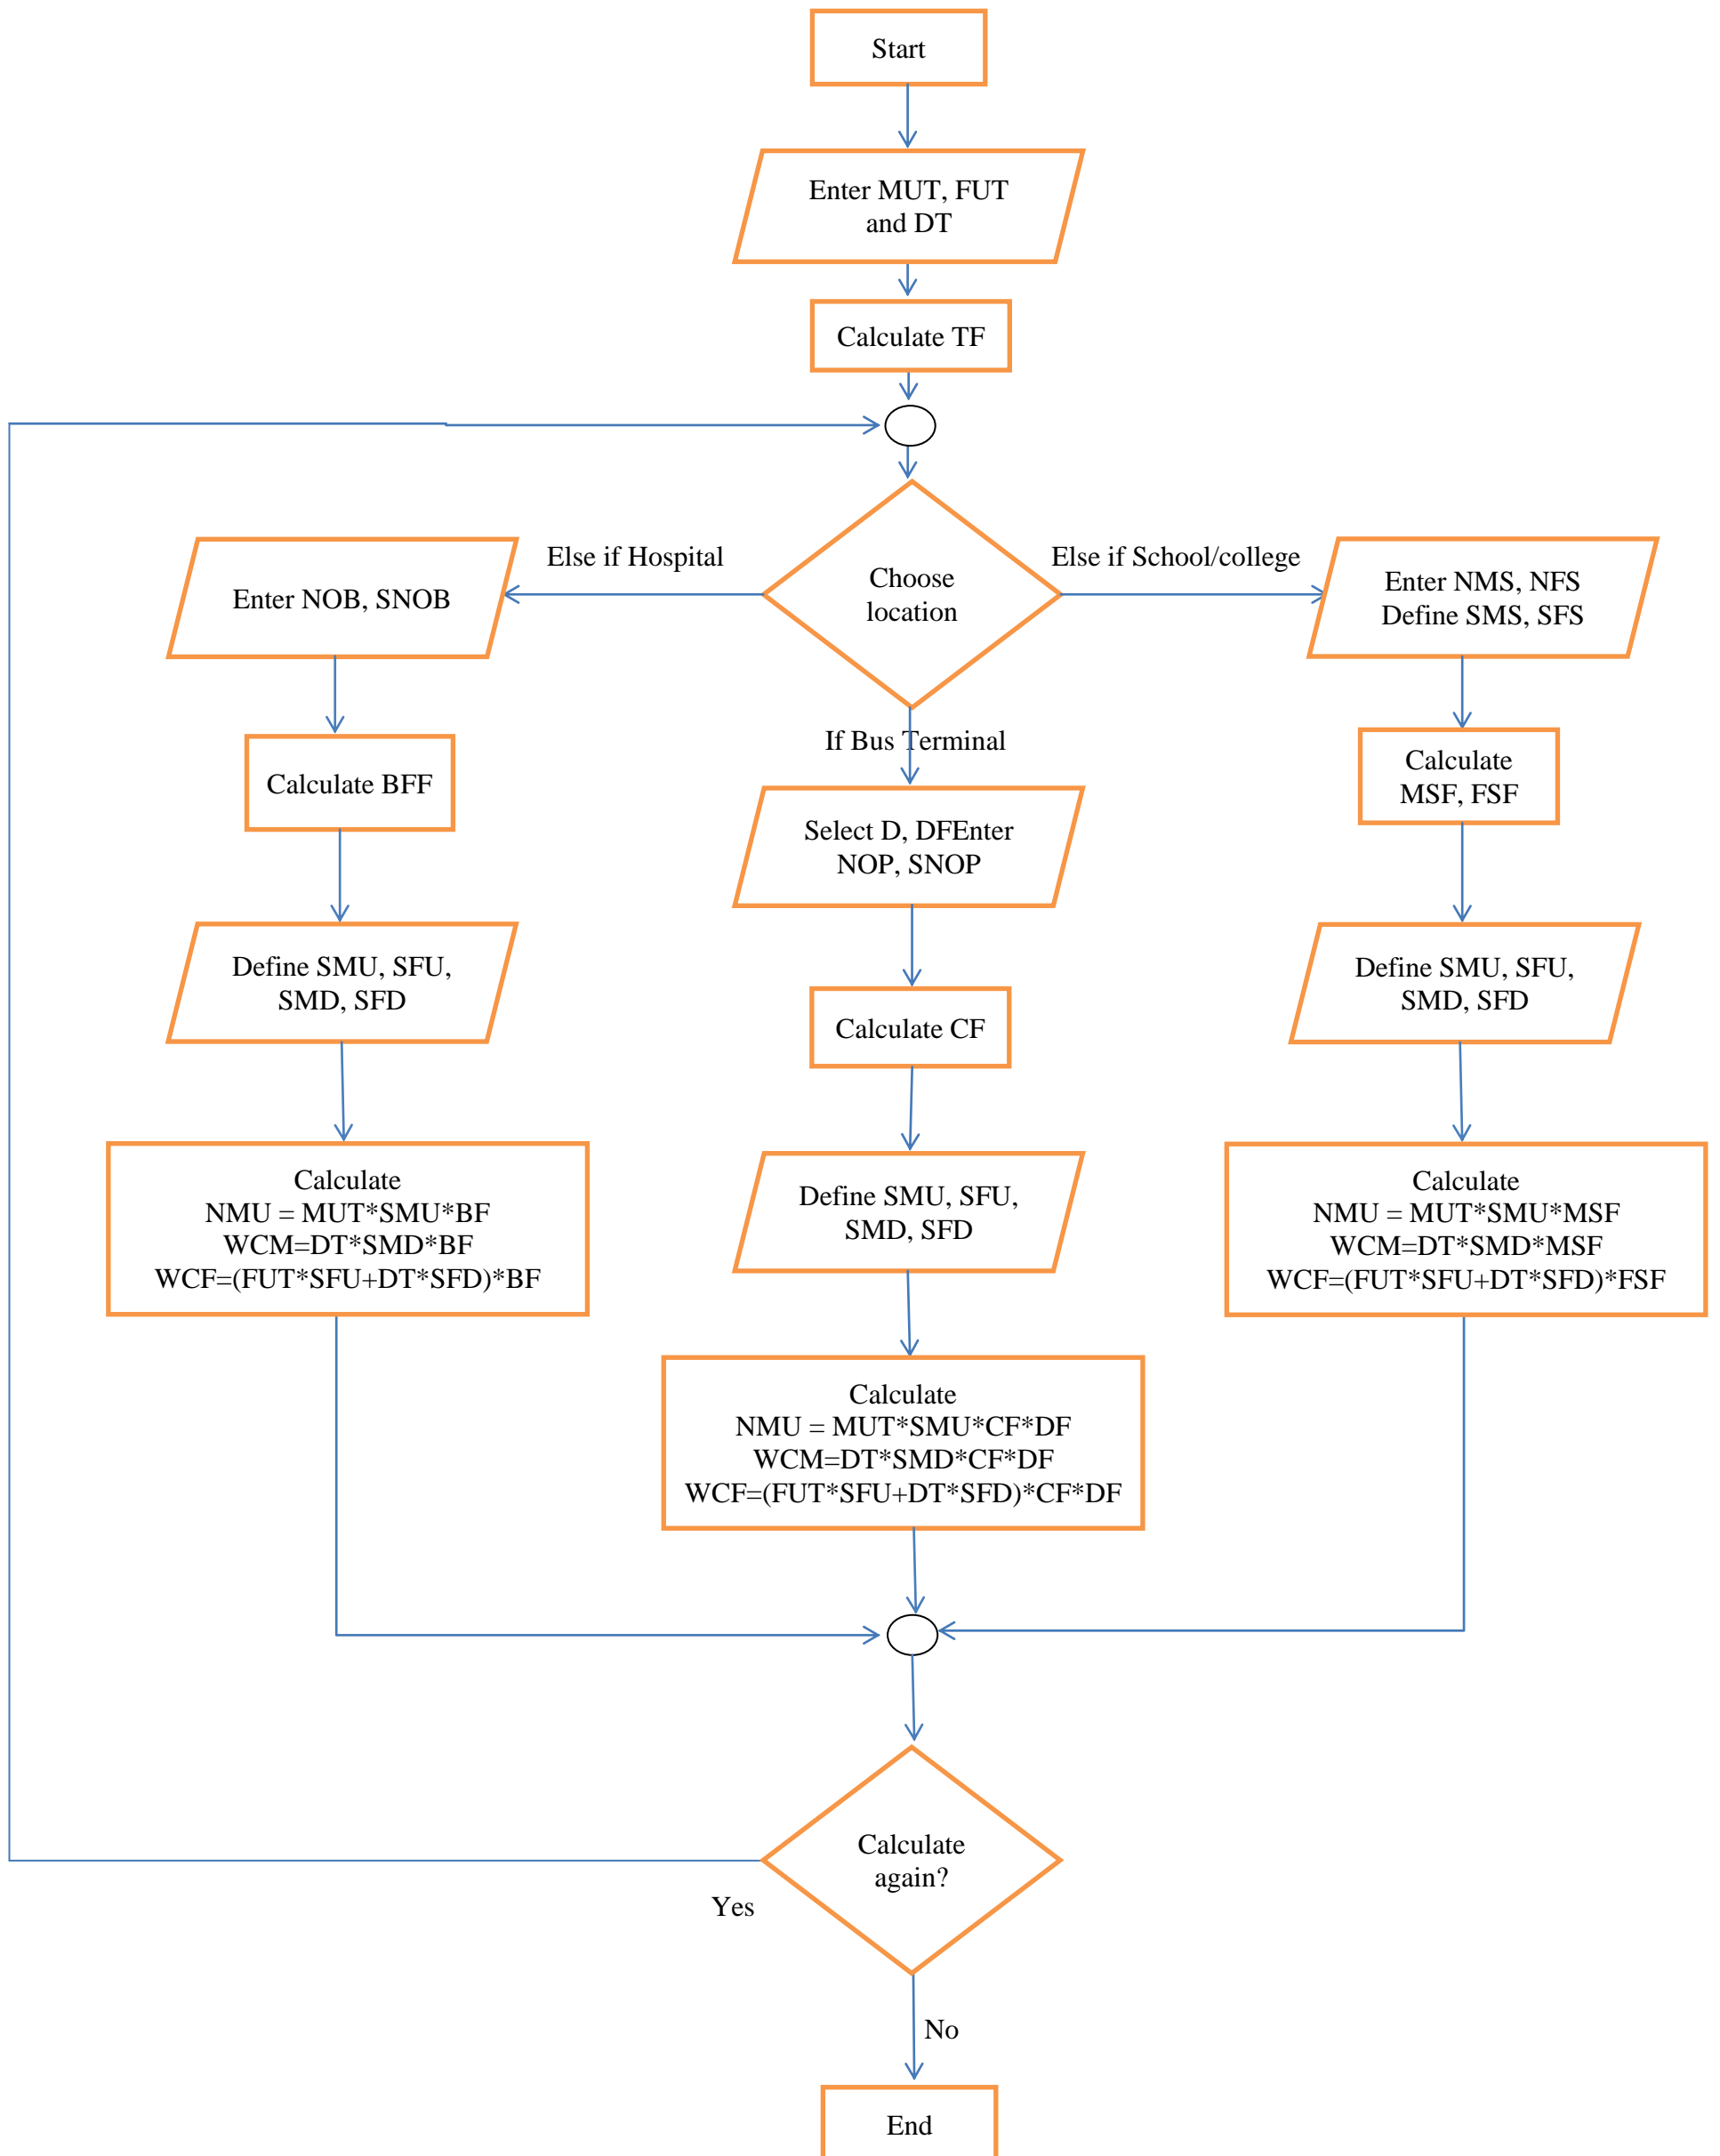 Start
Enter MUT, FUT
and DT
Calculate TF
Else if Hospital
Else if School/college
Choose
location
Enter NOB, SNOB
Enter NMS, NFS
Define SMS, SFS
If Bus Terminal
Calculate BFF
Calculate
MSF, FSF
Select D, DFEnter
NOP, SNOP
Define SMU, SFU,
SMD, SFD
Define SMU, SFU,
SMD, SFD
Calculate CF
Calculate
NMU = MUT*SMU*BF
WCM=DT*SMD*BF
WCF=(FUT*SFU+DT*SFD)*BF
Define SMU, SFU,
SMD, SFD
Calculate
NMU = MUT*SMU*MSF
WCM=DT*SMD*MSF
WCF=(FUT*SFU+DT*SFD)*FSF
Calculate
NMU = MUT*SMU*CF*DF
WCM=DT*SMD*CF*DF
WCF=(FUT*SFU+DT*SFD)*CF*DF
Calculate
again?
Yes
No
End